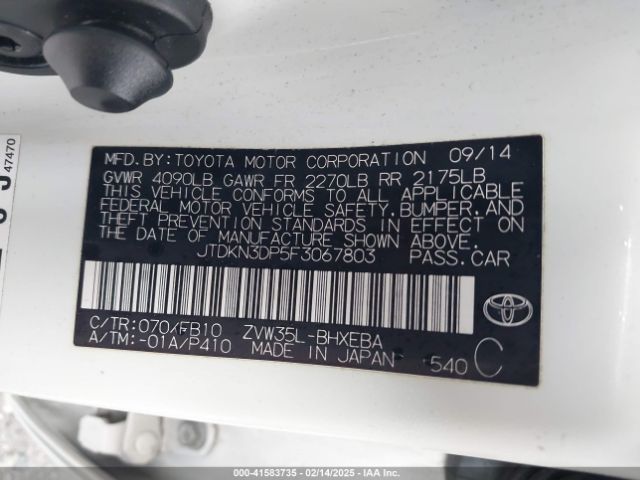 47470
MFD.BY:TOYOTA MOTOR CORPORATION 09/14
GVWR 4090LB GAWR FR 2270LB RR 2175LB
THIS VEHICLE CONFORMS TO ALL APPLICABLE
FEDERAL MOTOR VEHICLE SAFETY,BUMPER,AND
THEFT PREVENTION STANDARDS IN EFFECT ON
THE DATE OF MANUFACTURE SHOWN ABOVE.
JTDKN3DP5F3067803 PASS.CAR
C/TR:070/FB10 ZVW35L-BHXEBA
A/TM:-01A/P410 MADE IN JAPAN 540 C
000-41583735 - 02/14/2025 - IAA Inc.